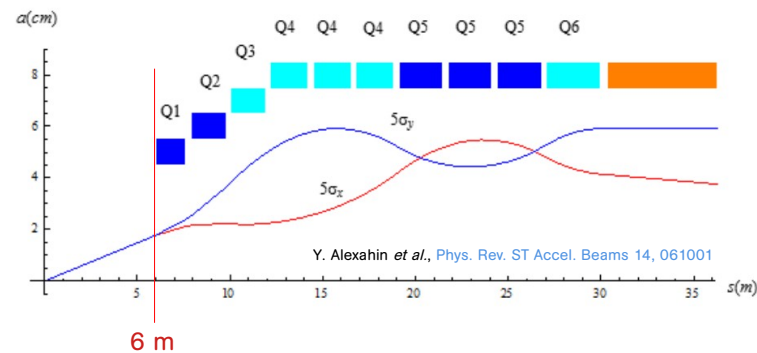 a(cm)
Q4 Q4 Q4 Q5 Q5 Q5 Q6
Q3
Q2
Q1
8
6
4
2
5σy
5σx
Y. Alexahin et al., Phys. Rev. ST Accel. Beams 14, 061001
5 10 15 20 25 30 35 s(m)
6 m